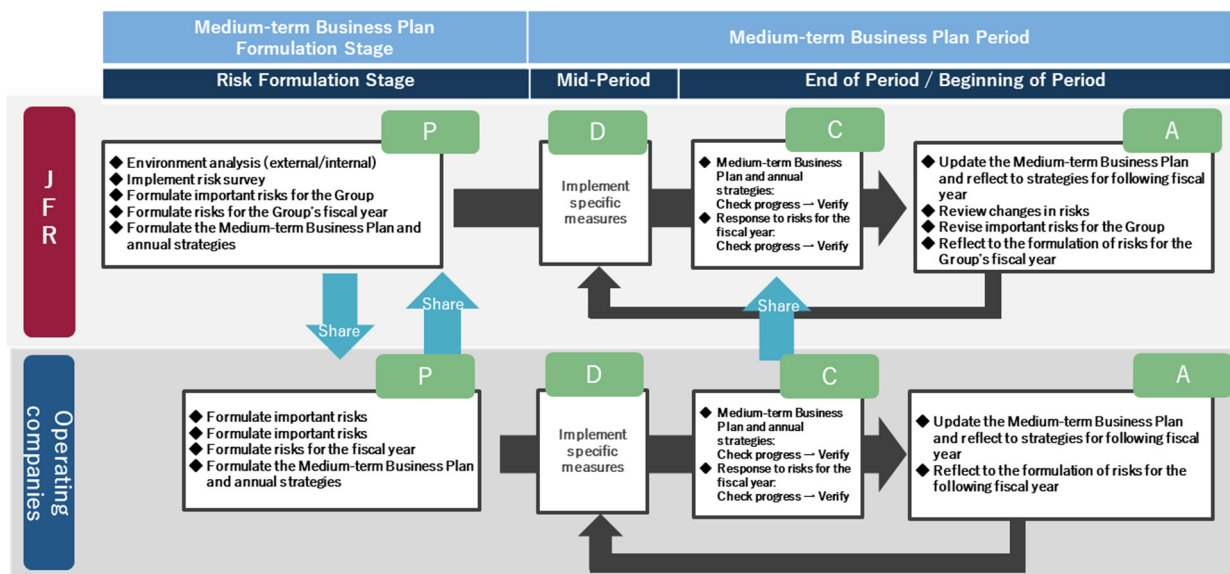 Medium-term Business Plan
Formulation Stage
Medium-term Business Plan Period
Risk Formulation Stage
Mid-Period
End of Period / Beginning of Period
JFR
P
◆ Environment analysis (external/internal)
◆ Implement risk survey
◆ Formulate important risks for the Group
◆ Formulate risks for the Group's fiscal year
◆ Formulate the Medium-term Business Plan and
annual strategies
D
Implement
specific
measures
C
◆ Medium-term Business
Plan and annual
strategies:
Check progress → Verify
◆ Response to risks for the
fiscal year:
Check progress → Verify
A
◆ Update the Medium-term Business Plan
and reflect to strategies for following fiscal
year
◆ Review changes in risks
◆ Revise important risks for the Group
◆ Reflect to the formulation of risks for the
Group's fiscal year
Share
Share
Share
Operating
companies
P
◆ Formulate important risks
◆ Formulate important risks
◆ Formulate risks for the fiscal year
◆ Formulate the Medium-term Business Plan
and annual strategies
D
Implement
specific
measures
C
◆ Medium-term Business
Plan and annual
strategies:
Check progress → Verify
◆ Response to risks for the
fiscal year:
Check progress → Verify
A
◆ Update the Medium-term Business Plan
and reflect to strategies for following fiscal
year
◆ Reflect to the formulation of risks for the
following fiscal year